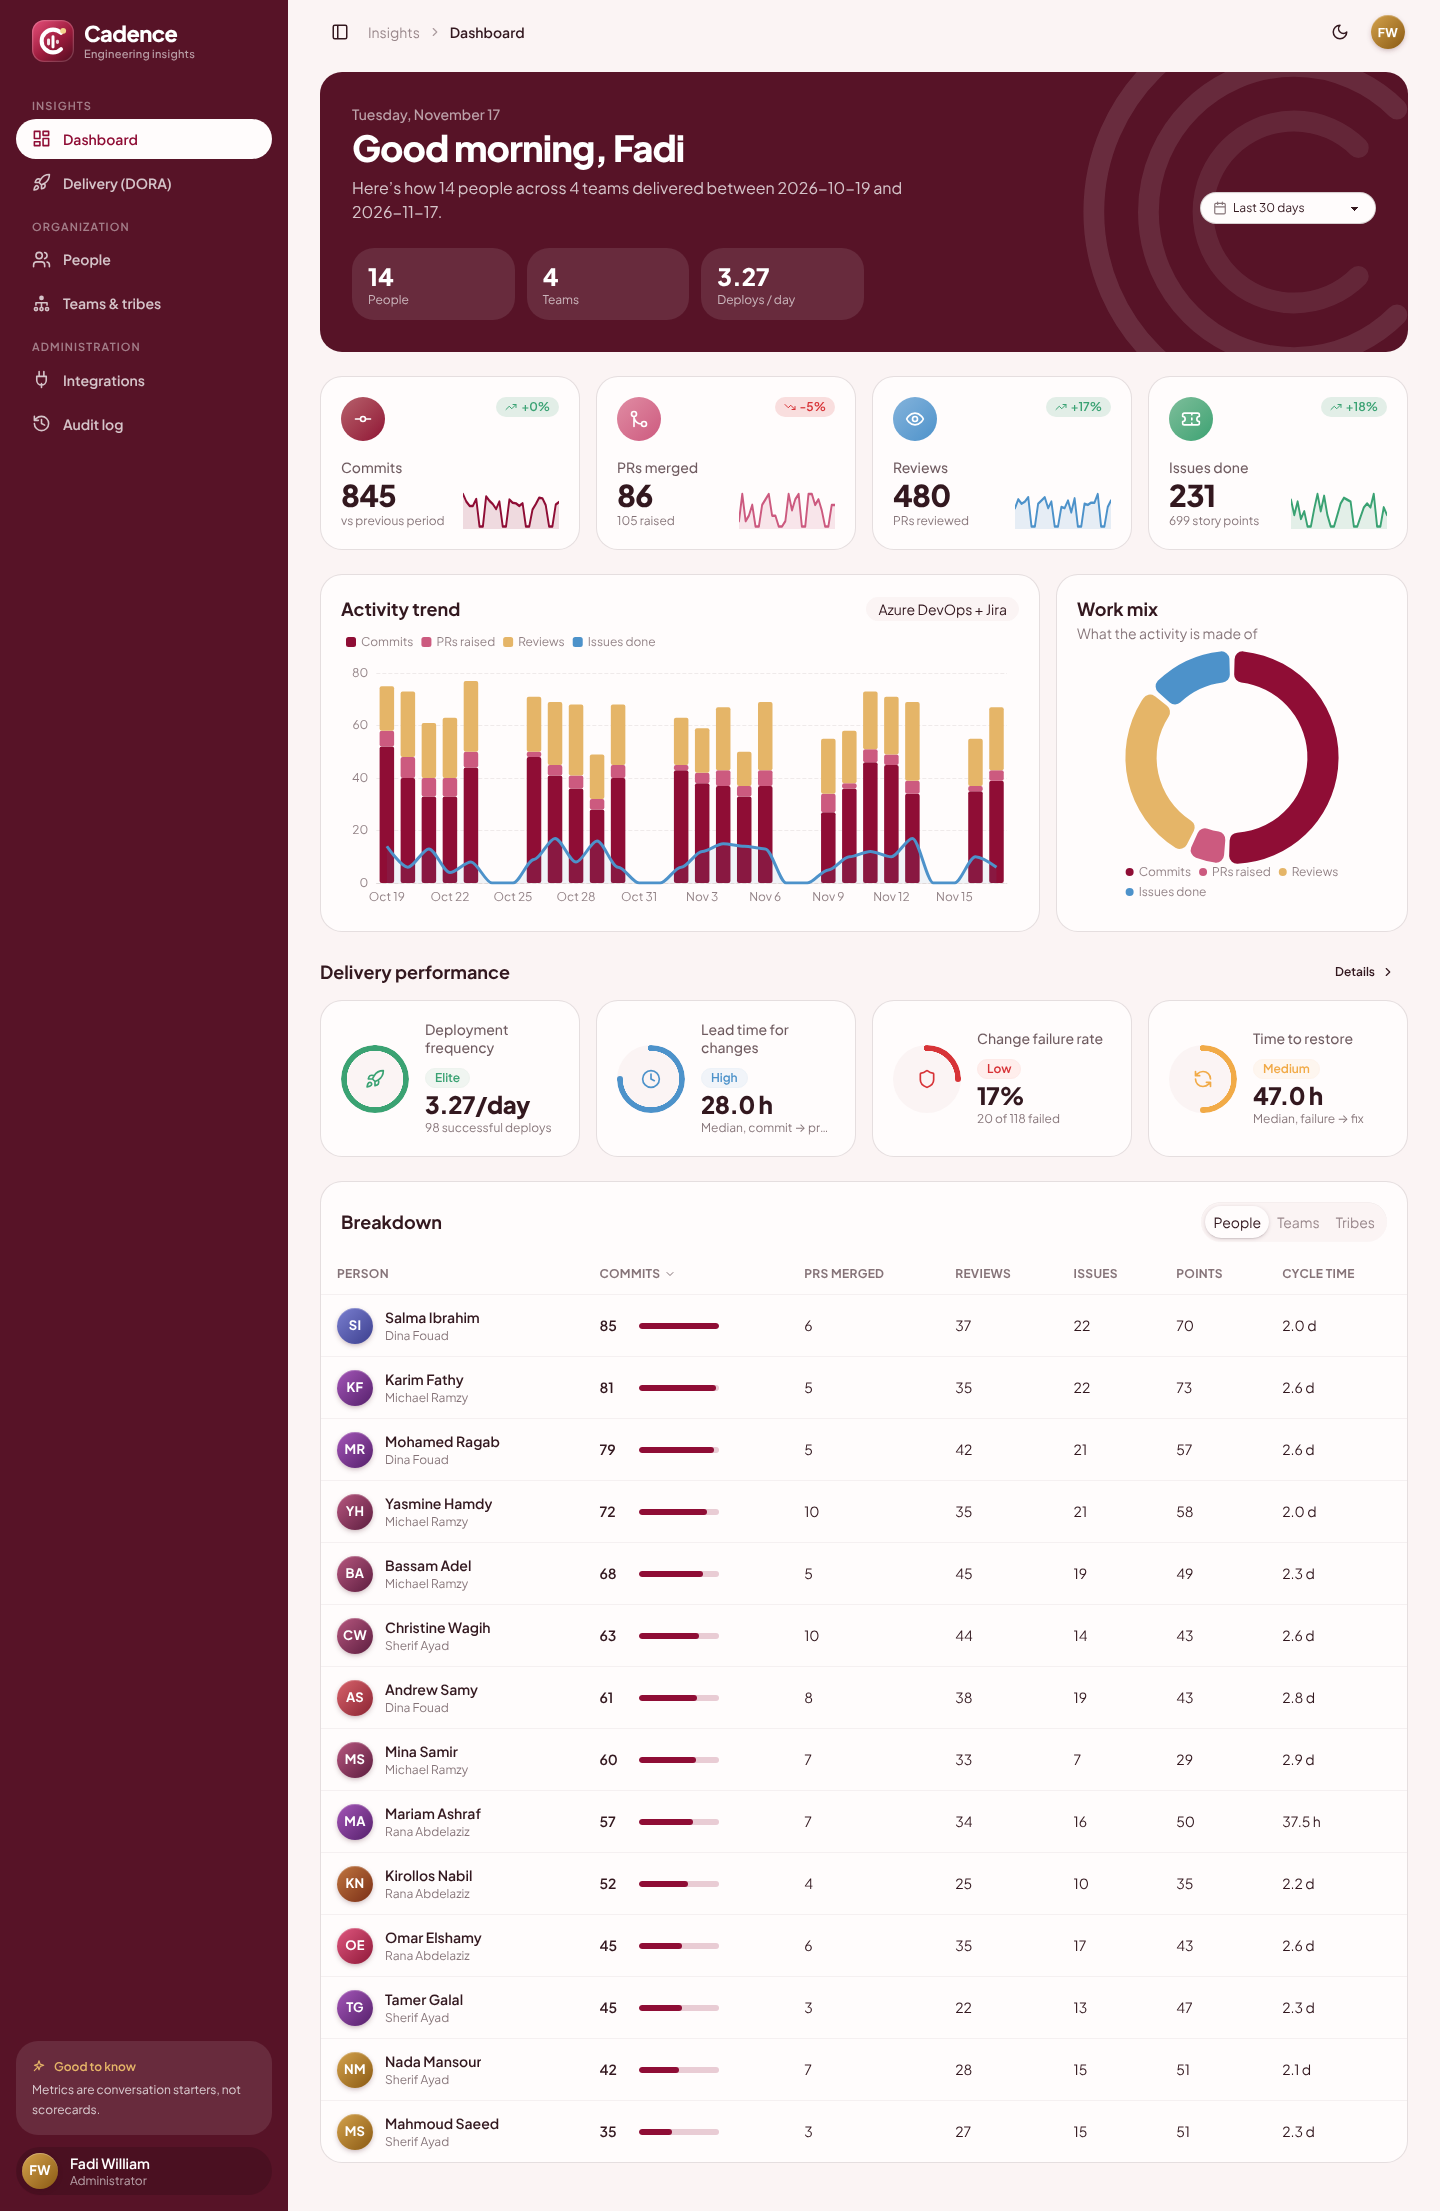 Cadence
Engineering insights
INSIGHTS
Dashboard
Delivery (DORA)
ORGANIZATION
People
Teams & tribes
ADMINISTRATION
Integrations
Audit log
Good to know
Metrics are conversation starters, not
scorecards.
FW
Fadi William
Administrator
Insights
Dashboard
FW
Tuesday, November 17
Good morning, Fadi
Here's how 14 people across 4 teams delivered between 2026-10-19 and
2026-11-17.
Last 30 days
14
People
4
Teams
3.27
Deploys / day
+0%
Commits
845
vs previous period
-5%
PRs merged
86
105 raised
+17%
Reviews
480
PRs reviewed
+18%
Issues done
231
699 story points
Activity trend
Azure DevOps + Jira
Commits PRs raised Reviews Issues done
80
60
40
20
0
Oct 19 Oct 22 Oct 25 Oct 28 Oct 31 Nov 3 Nov 6 Nov 9 Nov 12 Nov 15
Work mix
What the activity is made of
Commits PRs raised Reviews
Issues done
Delivery performance
Details
Deployment
frequency
Elite
3.27/day
98 successful deploys
Lead time for
changes
High
28.0 h
Median, commit → pr...
Change failure rate
Low
17%
20 of 118 failed
Time to restore
Medium
47.0 h
Median, failure → fix
Breakdown
People Teams Tribes
PERSON COMMITS PRS MERGED REVIEWS ISSUES POINTS CYCLE TIME
SI Salma Ibrahim 85 6 37 22 70 2.0 d
Dina Fouad
KF Karim Fathy 81 5 35 22 73 2.6 d
Michael Ramzy
MR Mohamed Ragab 79 5 42 21 57 2.6 d
Dina Fouad
YH Yasmine Hamdy 72 10 35 21 58 2.0 d
Michael Ramzy
BA Bassam Adel 68 5 45 19 49 2.3 d
Michael Ramzy
CW Christine Wagih 63 10 44 14 43 2.6 d
Sherif Ayad
AS Andrew Samy 61 8 38 19 43 2.8 d
Dina Fouad
MS Mina Samir 60 7 33 7 29 2.9 d
Michael Ramzy
MA Mariam Ashraf 57 7 34 16 50 37.5 h
Rana Abdelaziz
KN Kirollos Nabil 52 4 25 10 35 2.2 d
Rana Abdelaziz
OE Omar Elshamy 45 6 35 17 43 2.6 d
Rana Abdelaziz
TG Tamer Galal 45 3 22 13 47 2.3 d
Sherif Ayad
NM Nada Mansour 42 7 28 15 51 2.1 d
Sherif Ayad
MS Mahmoud Saeed 35 3 27 15 51 2.3 d
Sherif Ayad